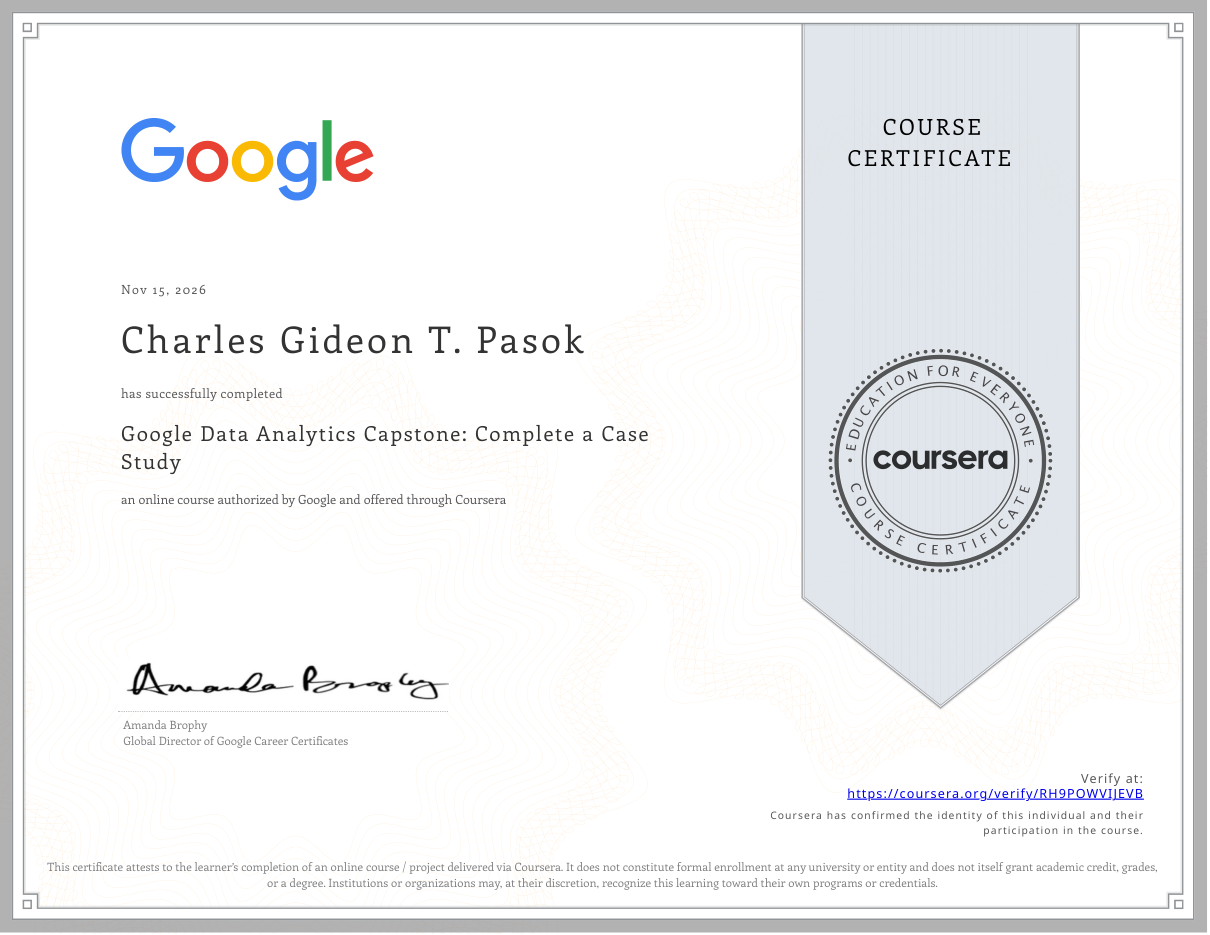 Google
COURSE
CERTIFICATE
Nov 15, 2026
Charles Gideon T. Pasok
has successfully completed
Google Data Analytics Capstone: Complete a Case
Study
an online course authorized by Google and offered through Coursera
EDUCATION FOR EVERYONE
coursera
COURSE CERTIFICATE
Amanda Brophy
Amanda Brophy
Global Director of Google Career Certificates
Verify at:
https://coursera.org/verify/RH9POWVIJEVB
Coursera has confirmed the identity of this individual and their
participation in the course.
This certificate attests to the learner's completion of an online course / project delivered via Coursera. It does not constitute formal enrollment at any university or entity and does not itself grant academic credit, grades,
or a degree. Institutions or organizations may, at their discretion, recognize this learning toward their own programs or credentials.